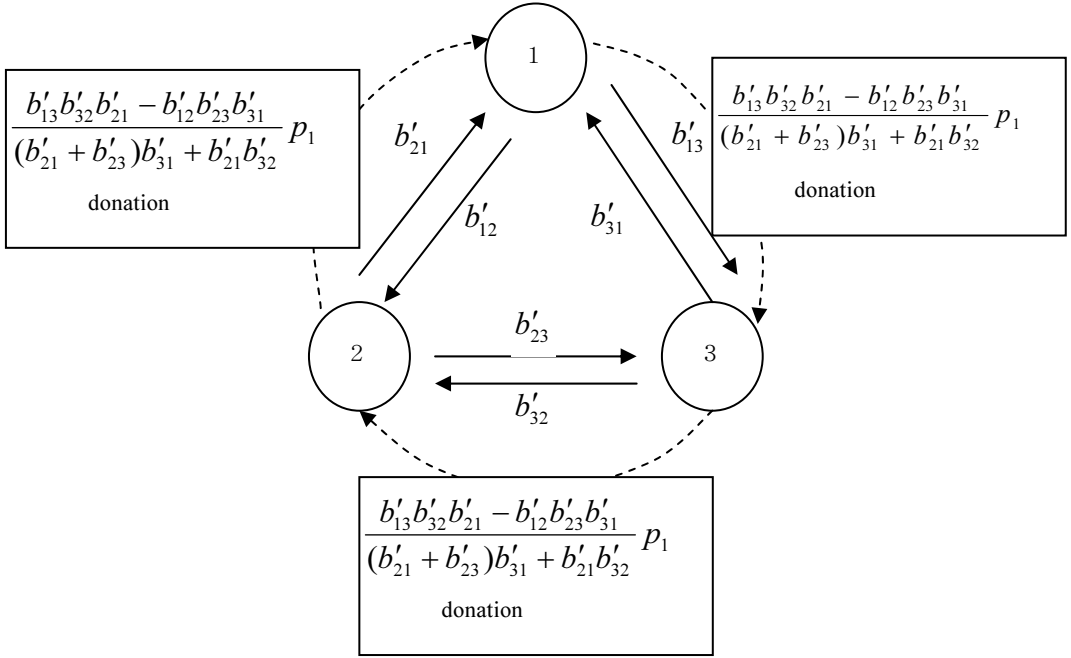 1
b′₁₃b′₃₂b′₂₁ − b′₁₂b′₂₃b′₃₁
(b′₂₁ + b′₂₃)b′₃₁ + b′₂₁b′₃₂
p₁
donation
b′₁₃b′₃₂b′₂₁ − b′₁₂b′₂₃b′₃₁
(b′₂₁ + b′₂₃)b′₃₁ + b′₂₁b′₃₂
p₁
donation
b′₂₁
b′₁₃
b′₁₂
b′₃₁
2
b′₂₃
3
b′₃₂
b′₁₃b′₃₂b′₂₁ − b′₁₂b′₂₃b′₃₁
(b′₂₁ + b′₂₃)b′₃₁ + b′₂₁b′₃₂
p₁
donation